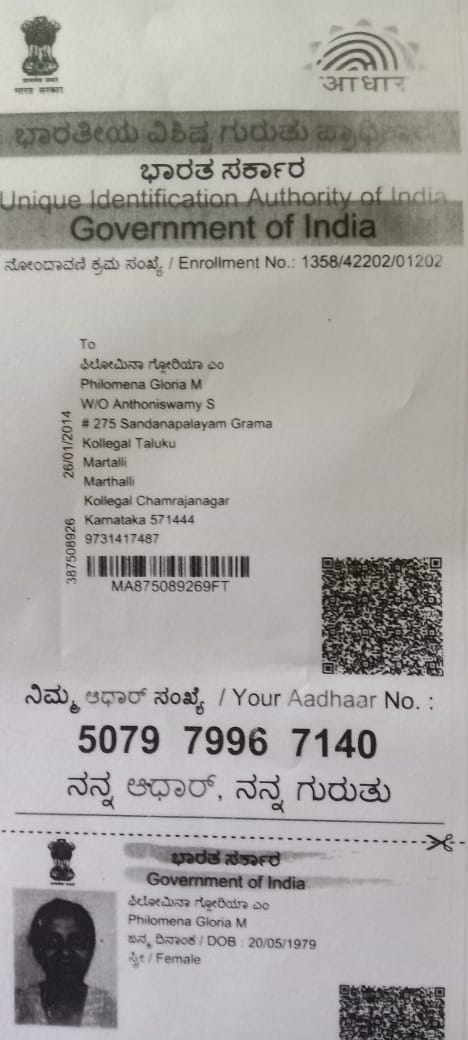 भारत सरकार
आधार
ಭಾರತೀಯ ವಿಶಿಷ್ಟ ಗುರುತು
ಭಾರತ ಸರ್ಕಾರ
Unique Identification Authority of India
Government of India
ನೋಂದಾವಣಿ ಕ್ರಮ ಸಂಖ್ಯೆ / Enrollment No.: 1358/42202/01202
To
ಫಿಲೋಮಿನಾ ಗ್ಲೋರಿಯಾ ಎಂ
Philomena Gloria M
W/O Anthoniswamy S
# 275 Sandanapalayam Grama
Kollegal Taluku
Martalli
Marthalli
Kollegal Chamrajanagar
Karnataka 571444
9731417487
26/01/2014
387508926
MA875089269FT
ನಿಮ್ಮ ಆಧಾರ್ ಸಂಖ್ಯೆ / Your Aadhaar No. :
5079 7996 7140
ನನ್ನ ಆಧಾರ್, ನನ್ನ ಗುರುತು
ಭಾರತ ಸರ್ಕಾರ
Government of India
ಫಿಲೋಮಿನಾ ಗ್ಲೋರಿಯಾ ಎಂ
Philomena Gloria M
ಜನ್ಮ ದಿನಾಂಕ / DOB : 20/05/1979
ಸ್ತ್ರೀ / Female